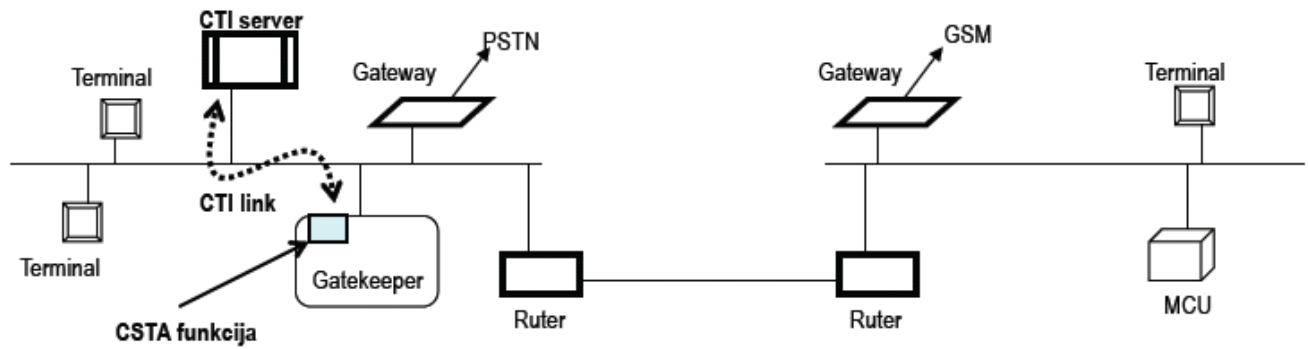 CTI server
PSTN
GSM
Terminal
Gateway
Gateway
Terminal
CTI link
Terminal
Gatekeeper
CSTA funkcija
Ruter
Ruter
MCU